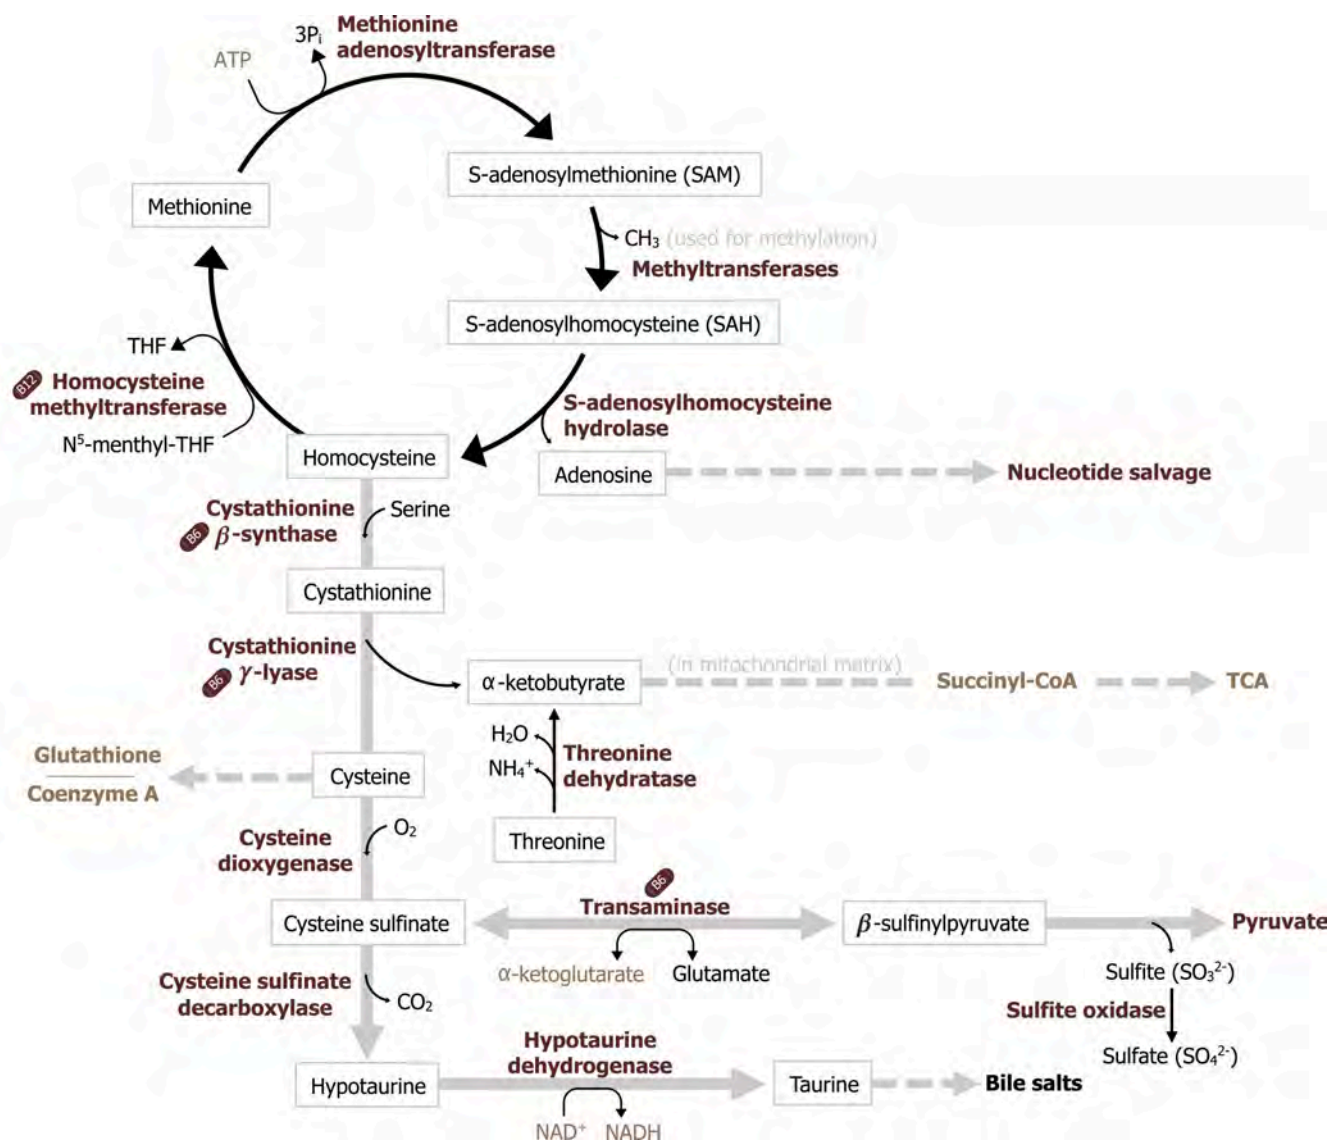 Methionine
adenosyltransferase
3Pi
ATP
S-adenosylmethionine (SAM)
Methionine
CH₃ (used for methylation)
Methyltransferases
S-adenosylhomocysteine (SAH)
THF
B12
Homocysteine
methyltransferase
N⁵-menthyl-THF
S-adenosylhomocysteine
hydrolase
Homocysteine
Adenosine
Nucleotide salvage
Cystathionine
β-synthase
B6
Serine
Cystathionine
Cystathionine
γ-lyase
B6
α-ketobutyrate
(in mitochondrial matrix)
Succinyl-CoA
TCA
H₂O
NH₄⁺
Threonine
dehydratase
Glutathione
Coenzyme A
Cysteine
Threonine
Cysteine
dioxygenase
O₂
B6
Transaminase
Cysteine sulfinate
β-sulfinylpyruvate
Pyruvate
α-ketoglutarate
Glutamate
Sulfite (SO₃²⁻)
Cysteine sulfinate
decarboxylase
CO₂
Sulfite oxidase
Sulfate (SO₄²⁻)
Hypotaurine
dehydrogenase
Hypotaurine
Taurine
Bile salts
NAD⁺
NADH